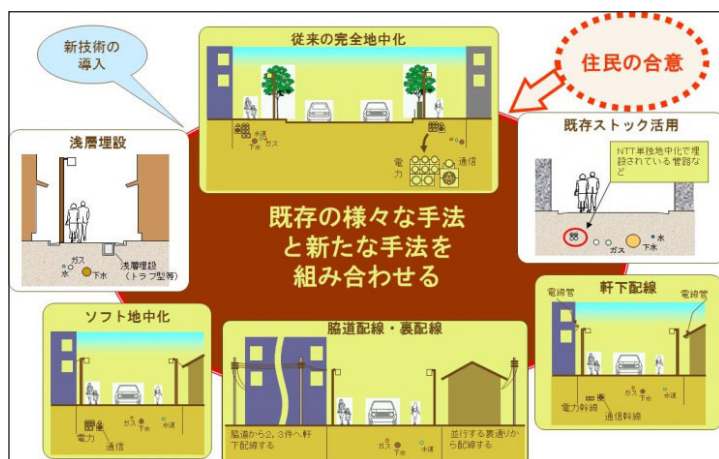 新技術の
導入
従来の完全地中化
水道
ガス
下水
電力
通信
住民の合意
浅層埋設
ガス
水
下水
浅層埋設
(トラフ型等)
既存ストック活用
NTT単独地中化で埋
設されている管路な
ど
水
ガス
下水
既存の様々な手法
と新たな手法を
組み合わせる
ソフト地中化
電力
通信
ガス
下水
水道
脇道配線・裏配線
脇道から2,3件へ軒
下配線する
ガス
下水
水道
並行する裏通りか
ら配線する
軒下配線
電線管
電線管
電力幹線
通信幹線
ガス
下水
水道